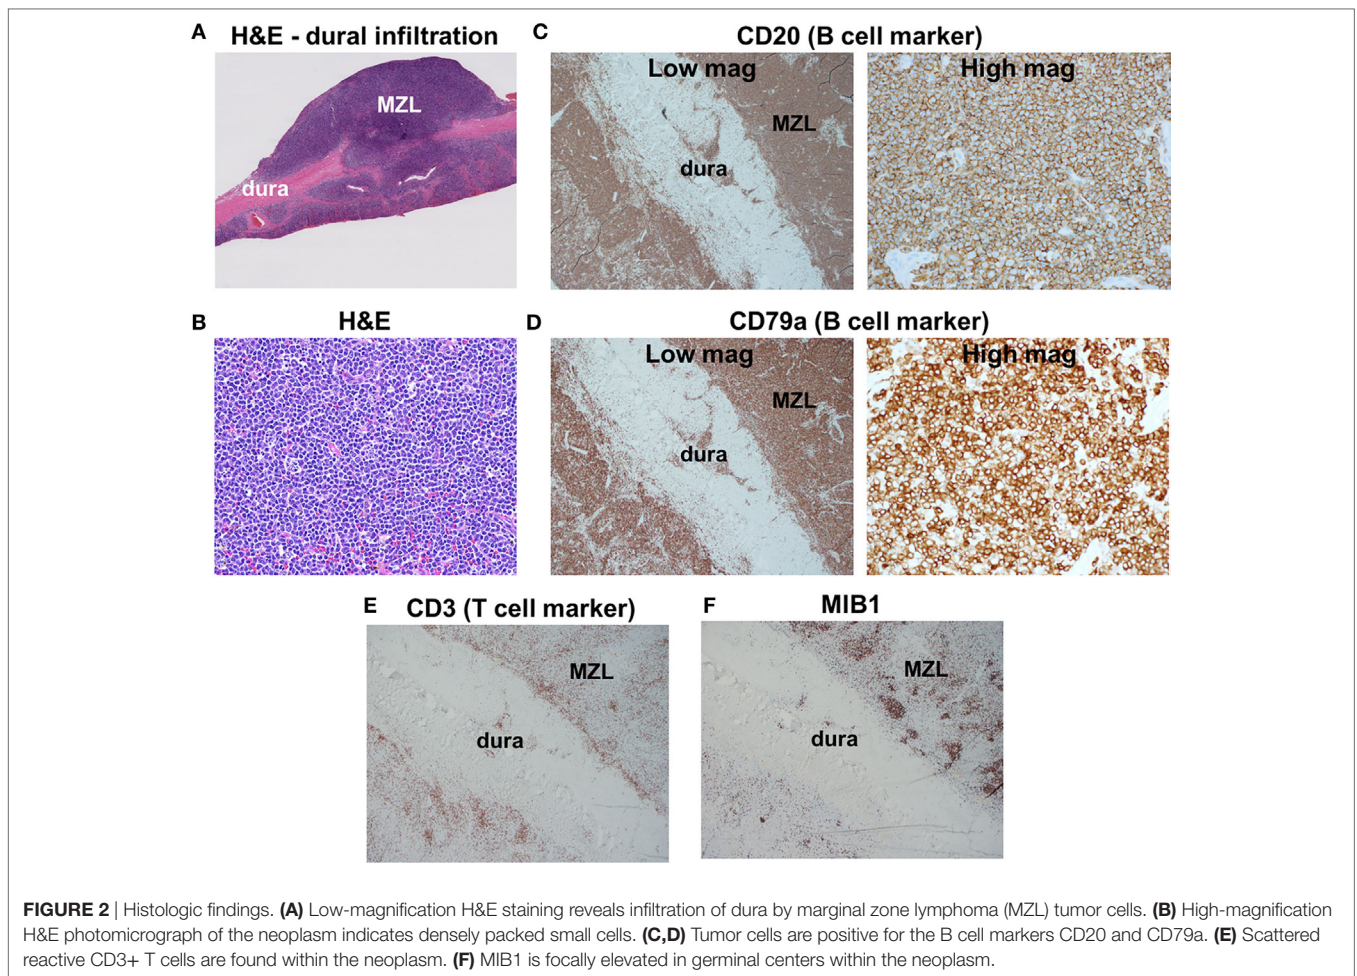 A
H&E - dural infiltration
MZL
dura
C
CD20 (B cell marker)
Low mag
MZL
dura
High mag
B
H&E
D
CD79a (B cell marker)
Low mag
MZL
dura
High mag
E
CD3 (T cell marker)
MZL
dura
F
MIB1
MZL
dura
FIGURE 2 | Histologic findings. (A) Low-magnification H&E staining reveals infiltration of dura by marginal zone lymphoma (MZL) tumor cells. (B) High-magnification
H&E photomicrograph of the neoplasm indicates densely packed small cells. (C,D) Tumor cells are positive for the B cell markers CD20 and CD79a. (E) Scattered
reactive CD3+ T cells are found within the neoplasm. (F) MIB1 is focally elevated in germinal centers within the neoplasm.